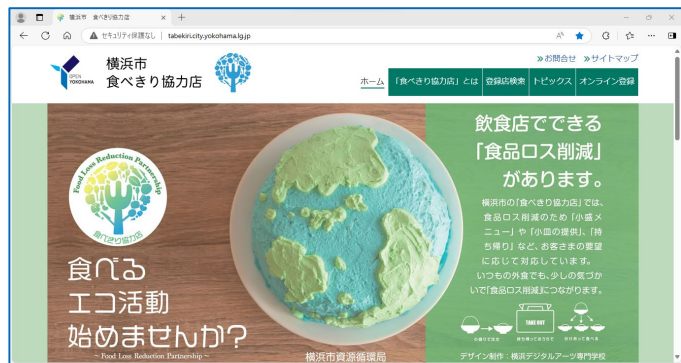 横浜市　食べきり協力店
セキュリティ保護なし | tabekiri.city.yokohama.lg.jp
OPEN
YOKOHAMA
横浜市
食べきり協力店
≫お問合せ ≫サイトマップ
ホーム 「食べきり協力店」とは 登録店検索 トピックス オンライン登録
Food Loss Reduction Partnership
食べきり協力店
食べる
エコ活動
始めませんか?
~Food Loss Reduction Partnership~
横浜市資源循環局
飲食店でできる
「食品ロス削減」
があります。
横浜市の「食べきり協力店」では、
食品ロス削減のため「小盛メ
ニュー」や「小皿の提供」、「持
ち帰り」など、お客さまの要望
に応じて対応しています。
いつもの外食でも、少しの気づか
いで「食品ロス削減」につながります。
TAKE OUT
デザイン制作：横浜デジタルアーツ専門学校